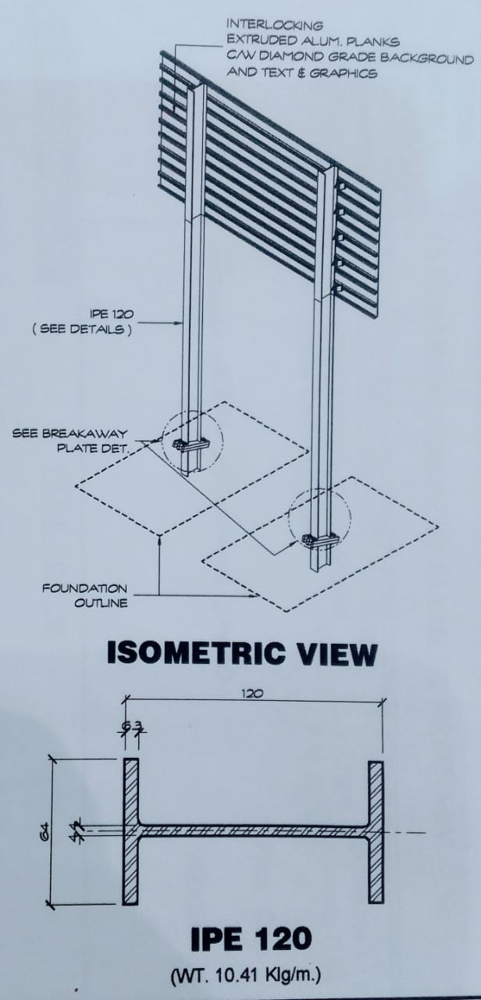 INTERLOCKING
EXTRUDED ALUM. PLANKS
C/W DIAMOND GRADE BACKGROUND
AND TEXT & GRAPHICS
IPE 120
( SEE DETAILS )
SEE BREAKAWAY
PLATE DET.
FOUNDATION
OUTLINE
ISOMETRIC VIEW
120
6.3
64
4.4
IPE 120
(WT. 10.41 Klg/m.)